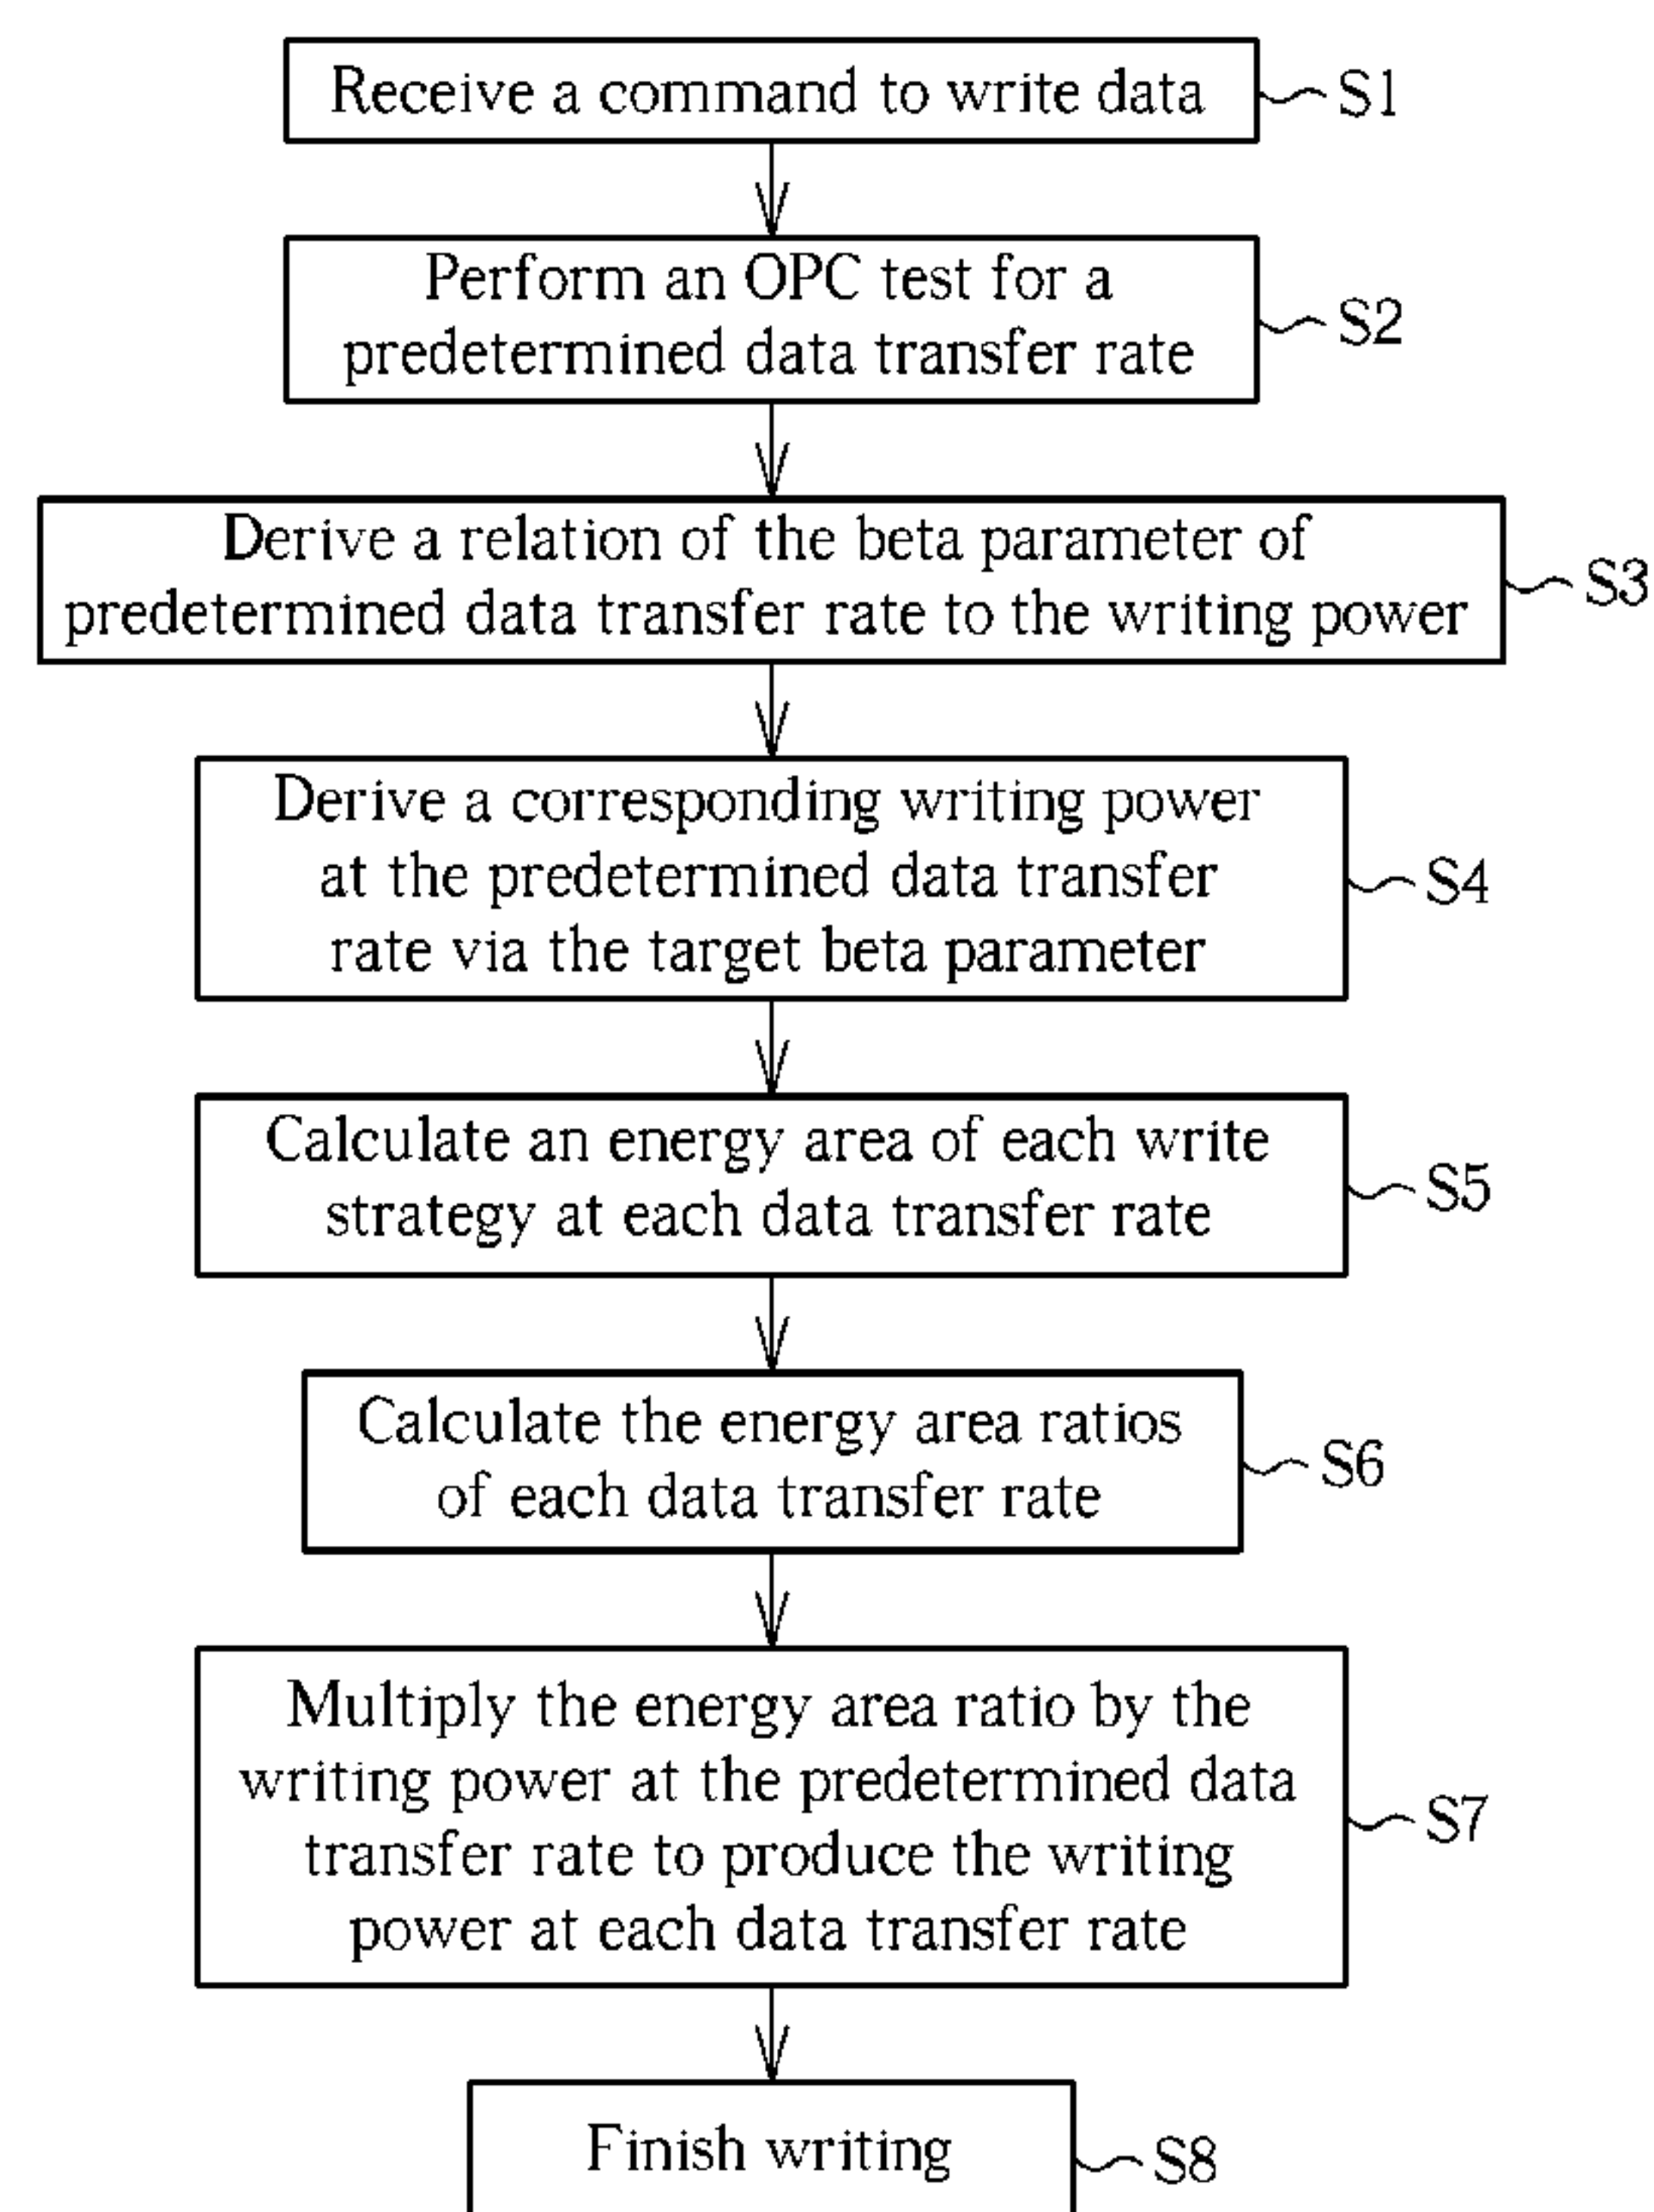 Receive a command to write data
S1
Perform an OPC test for a
predetermined data transfer rate
S2
Derive a relation of the beta parameter of
predetermined data transfer rate to the writing power
S3
Derive a corresponding writing power
at the predetermined data transfer
rate via the target beta parameter
S4
Calculate an energy area of each write
strategy at each data transfer rate
S5
Calculate the energy area ratios
of each data transfer rate
S6
Multiply the energy area ratio by the
writing power at the predetermined data
transfer rate to produce the writing
power at each data transfer rate
S7
Finish writing
S8